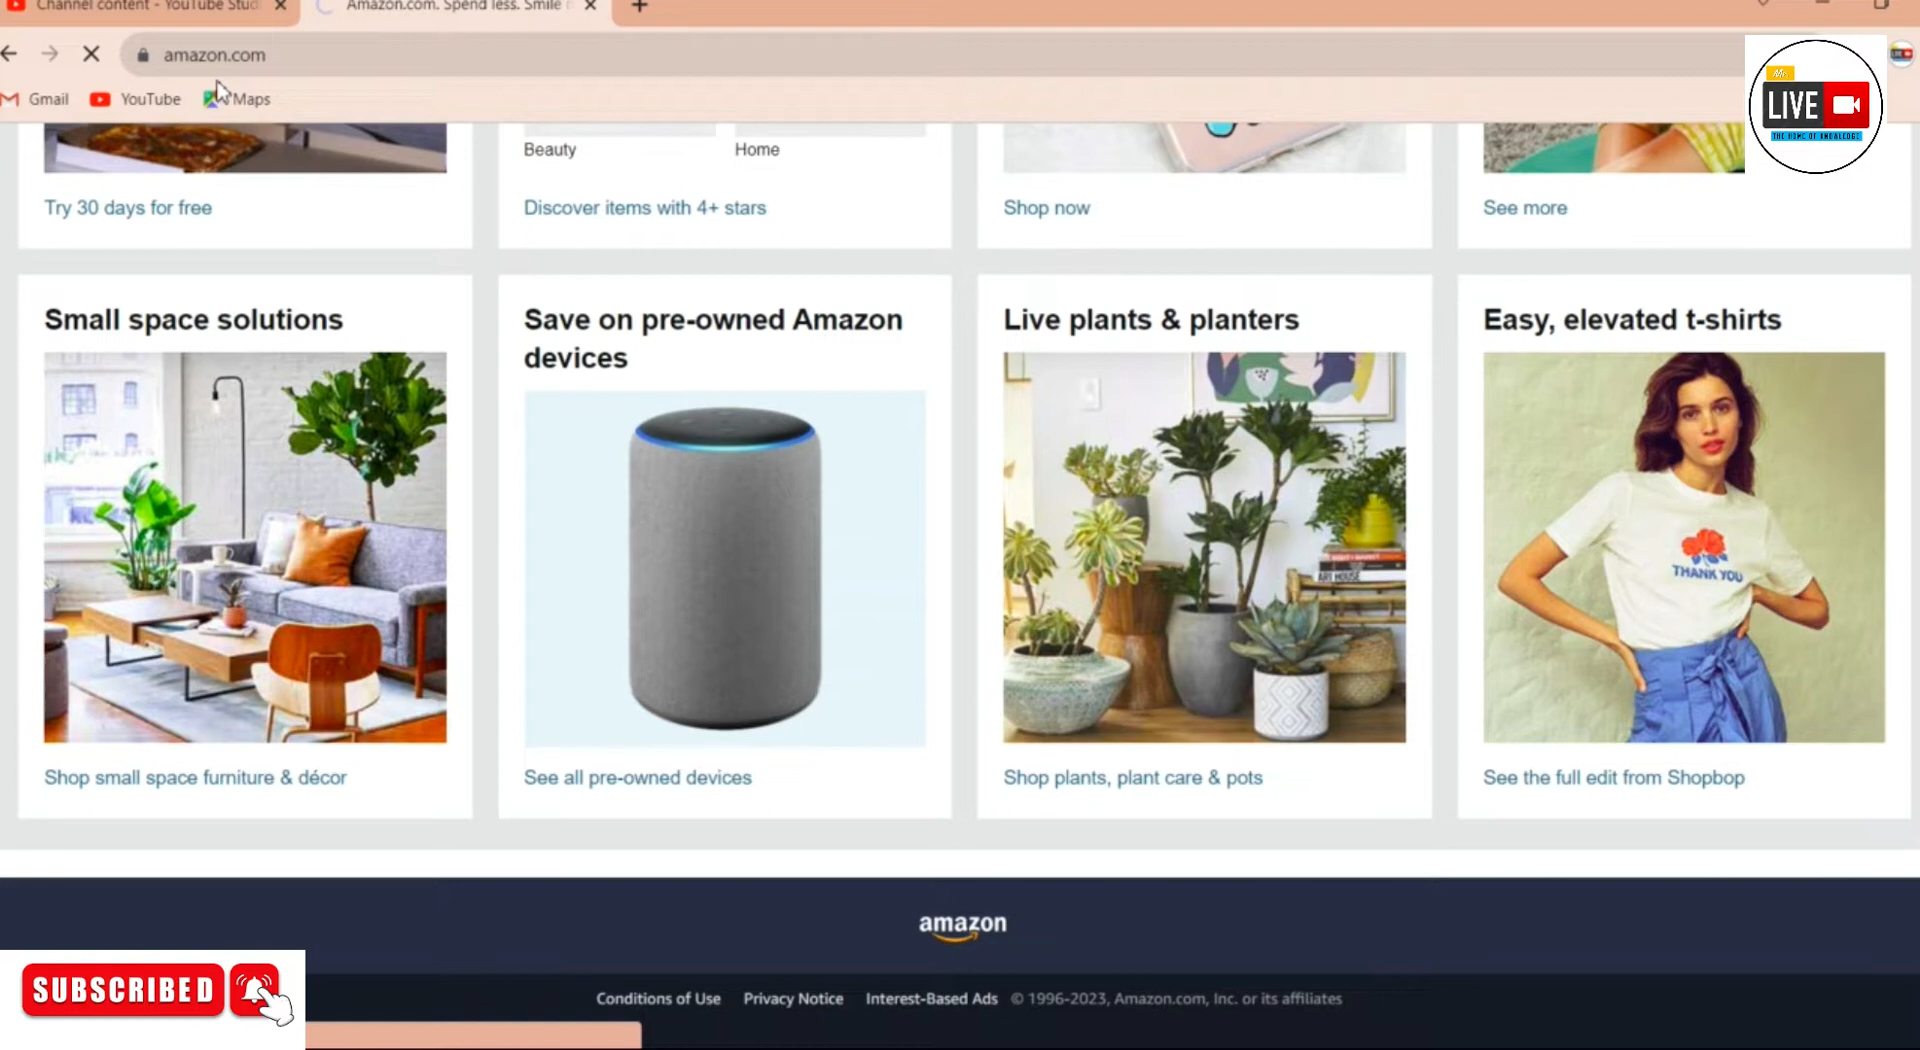 Channel content - YouTube Stud
Amazon.com. Spend less. Smile
amazon.com
Gmail
YouTube
Maps
LIVE
THE HOME OF KNOWLEDGE
Beauty
Home
Try 30 days for free
Discover items with 4+ stars
Shop now
See more
Small space solutions
Save on pre-owned Amazon
devices
Live plants & planters
Easy, elevated t-shirts
ART HOUSE
THANK YOU
Shop small space furniture & décor
See all pre-owned devices
Shop plants, plant care & pots
See the full edit from Shopbop
amazon
SUBSCRIBED
Conditions of Use
Privacy Notice
Interest-Based Ads
© 1996-2023, Amazon.com, Inc. or its affiliates